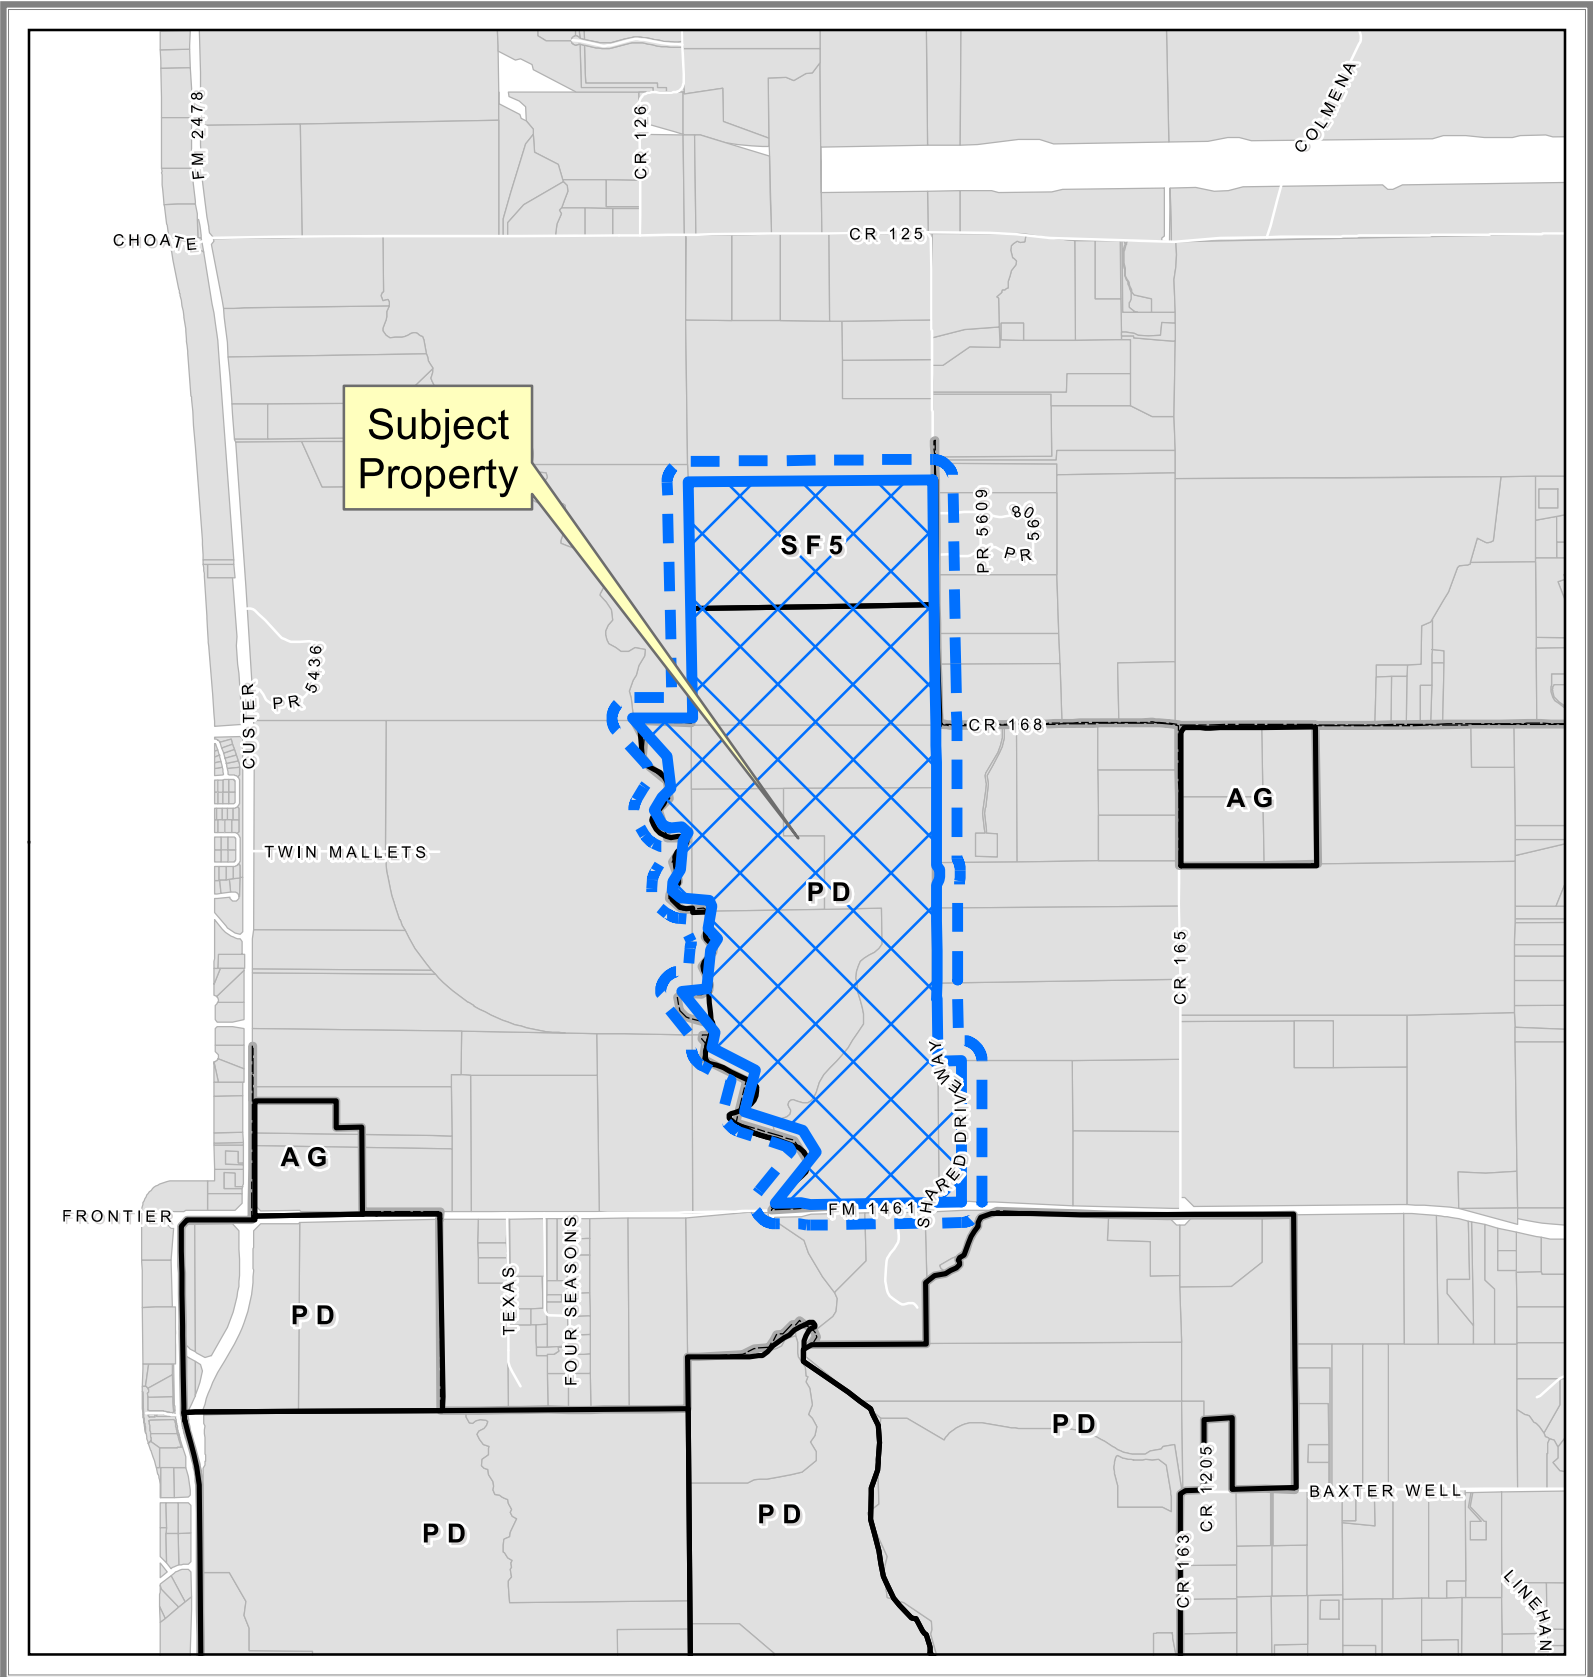 COLMENA
FM 2478
CR 126
CHOATE
CR 125
Subject
Property
PR 5609
PR 5608
SF5
PR 5436
CUSTER
CR 168
AG
TWIN MALLETS
PD
CR 165
SHARED DRIVEWAY
AG
FRONTIER
FM 1461
TEXAS
FOUR SEASONS
PD
PD
PD
PD
CR 1205
BAXTER WELL
CR 163
LINEHAN